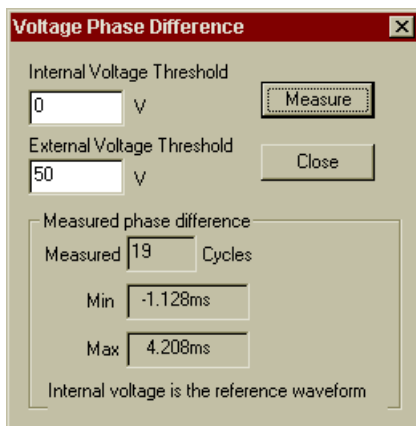 Voltage Phase Difference
Internal Voltage Threshold
0 V
Measure
External Voltage Threshold
50 V
Close
Measured phase difference
Measured 19 Cycles
Min -1.128ms
Max 4.208ms
Internal voltage is the reference waveform